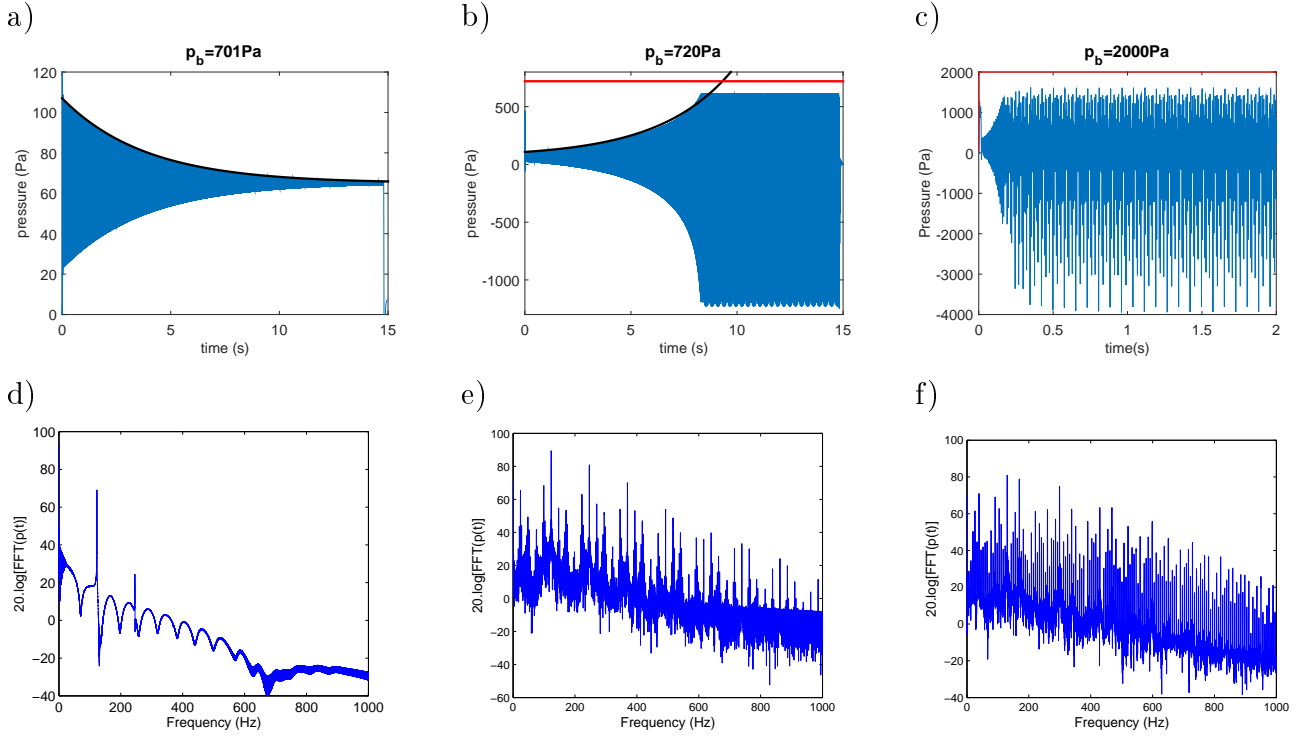 a)
b)
c)
p_b=701Pa
p_b=720Pa
p_b=2000Pa
120
100
80
60
40
20
0
pressure (Pa)
0 5 10 15
time (s)
500
0
-500
-1000
pressure (Pa)
0 5 10 15
time (s)
2000
1000
0
-1000
-2000
-3000
-4000
Pressure (Pa)
0 0.5 1 1.5 2
time(s)
d)
e)
f)
100
80
60
40
20
0
−20
−40
20.log[FFT(p(t)]
0 200 400 600 800 1000
Frequency (Hz)
100
80
60
40
20
0
−20
−40
−60
20.log[FFT(p(t)]
0 200 400 600 800 1000
Frequency (Hz)
100
80
60
40
20
0
−20
−40
20.log[FFT(p(t)]
0 200 400 600 800 1000
Frequency (Hz)